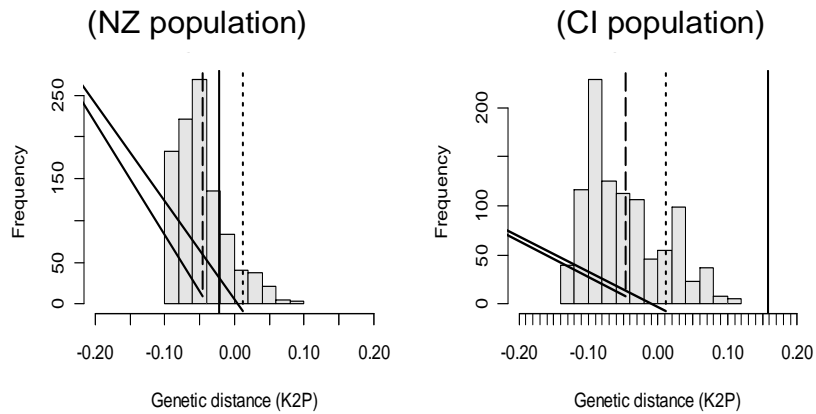 (NZ population)
(CI population)
Frequency
250
150
50
0
-0.20 -0.10 0.00 0.10 0.20
Genetic distance (K2P)
Frequency
200
100
50
0
-0.20 -0.10 0.00 0.10 0.20
Genetic distance (K2P)